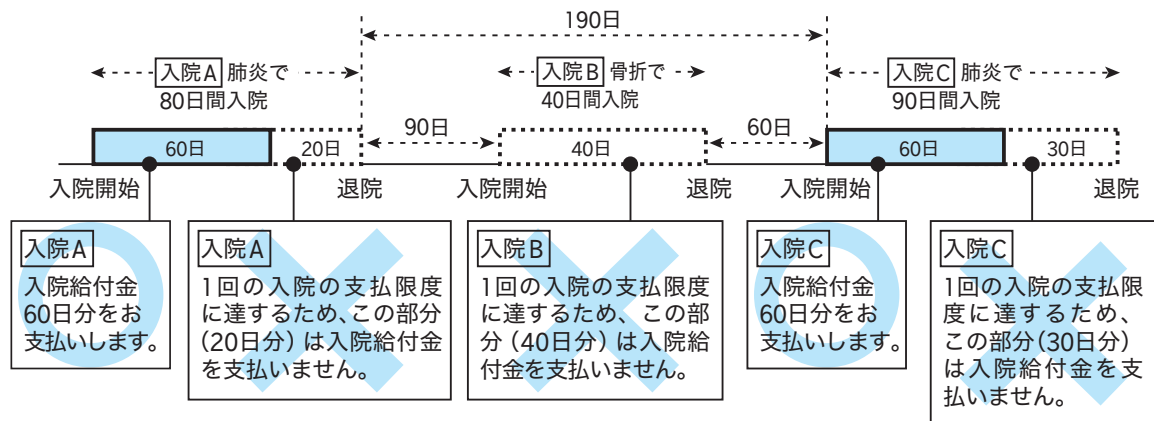 190日
入院A 肺炎で
80日間入院
入院B 骨折で
40日間入院
入院C 肺炎で
90日間入院
90日
60日
60日
20日
40日
60日
30日
入院開始
退院
入院開始
退院
入院開始
退院
入院A
入院給付金
60日分をお
支払いします。
入院A
1回の入院の支払限度
に達するため、この部分
(20日分)は入院給付金
を支払いません。
入院B
1回の入院の支払限度
に達するため、この部
分(40日分)は入院給
付金を支払いません。
入院C
入院給付金
60日分をお
支払いします。
入院C
1回の入院の支払限
度に達するため、
この部分(30日分)
は入院給付金を支
払いません。